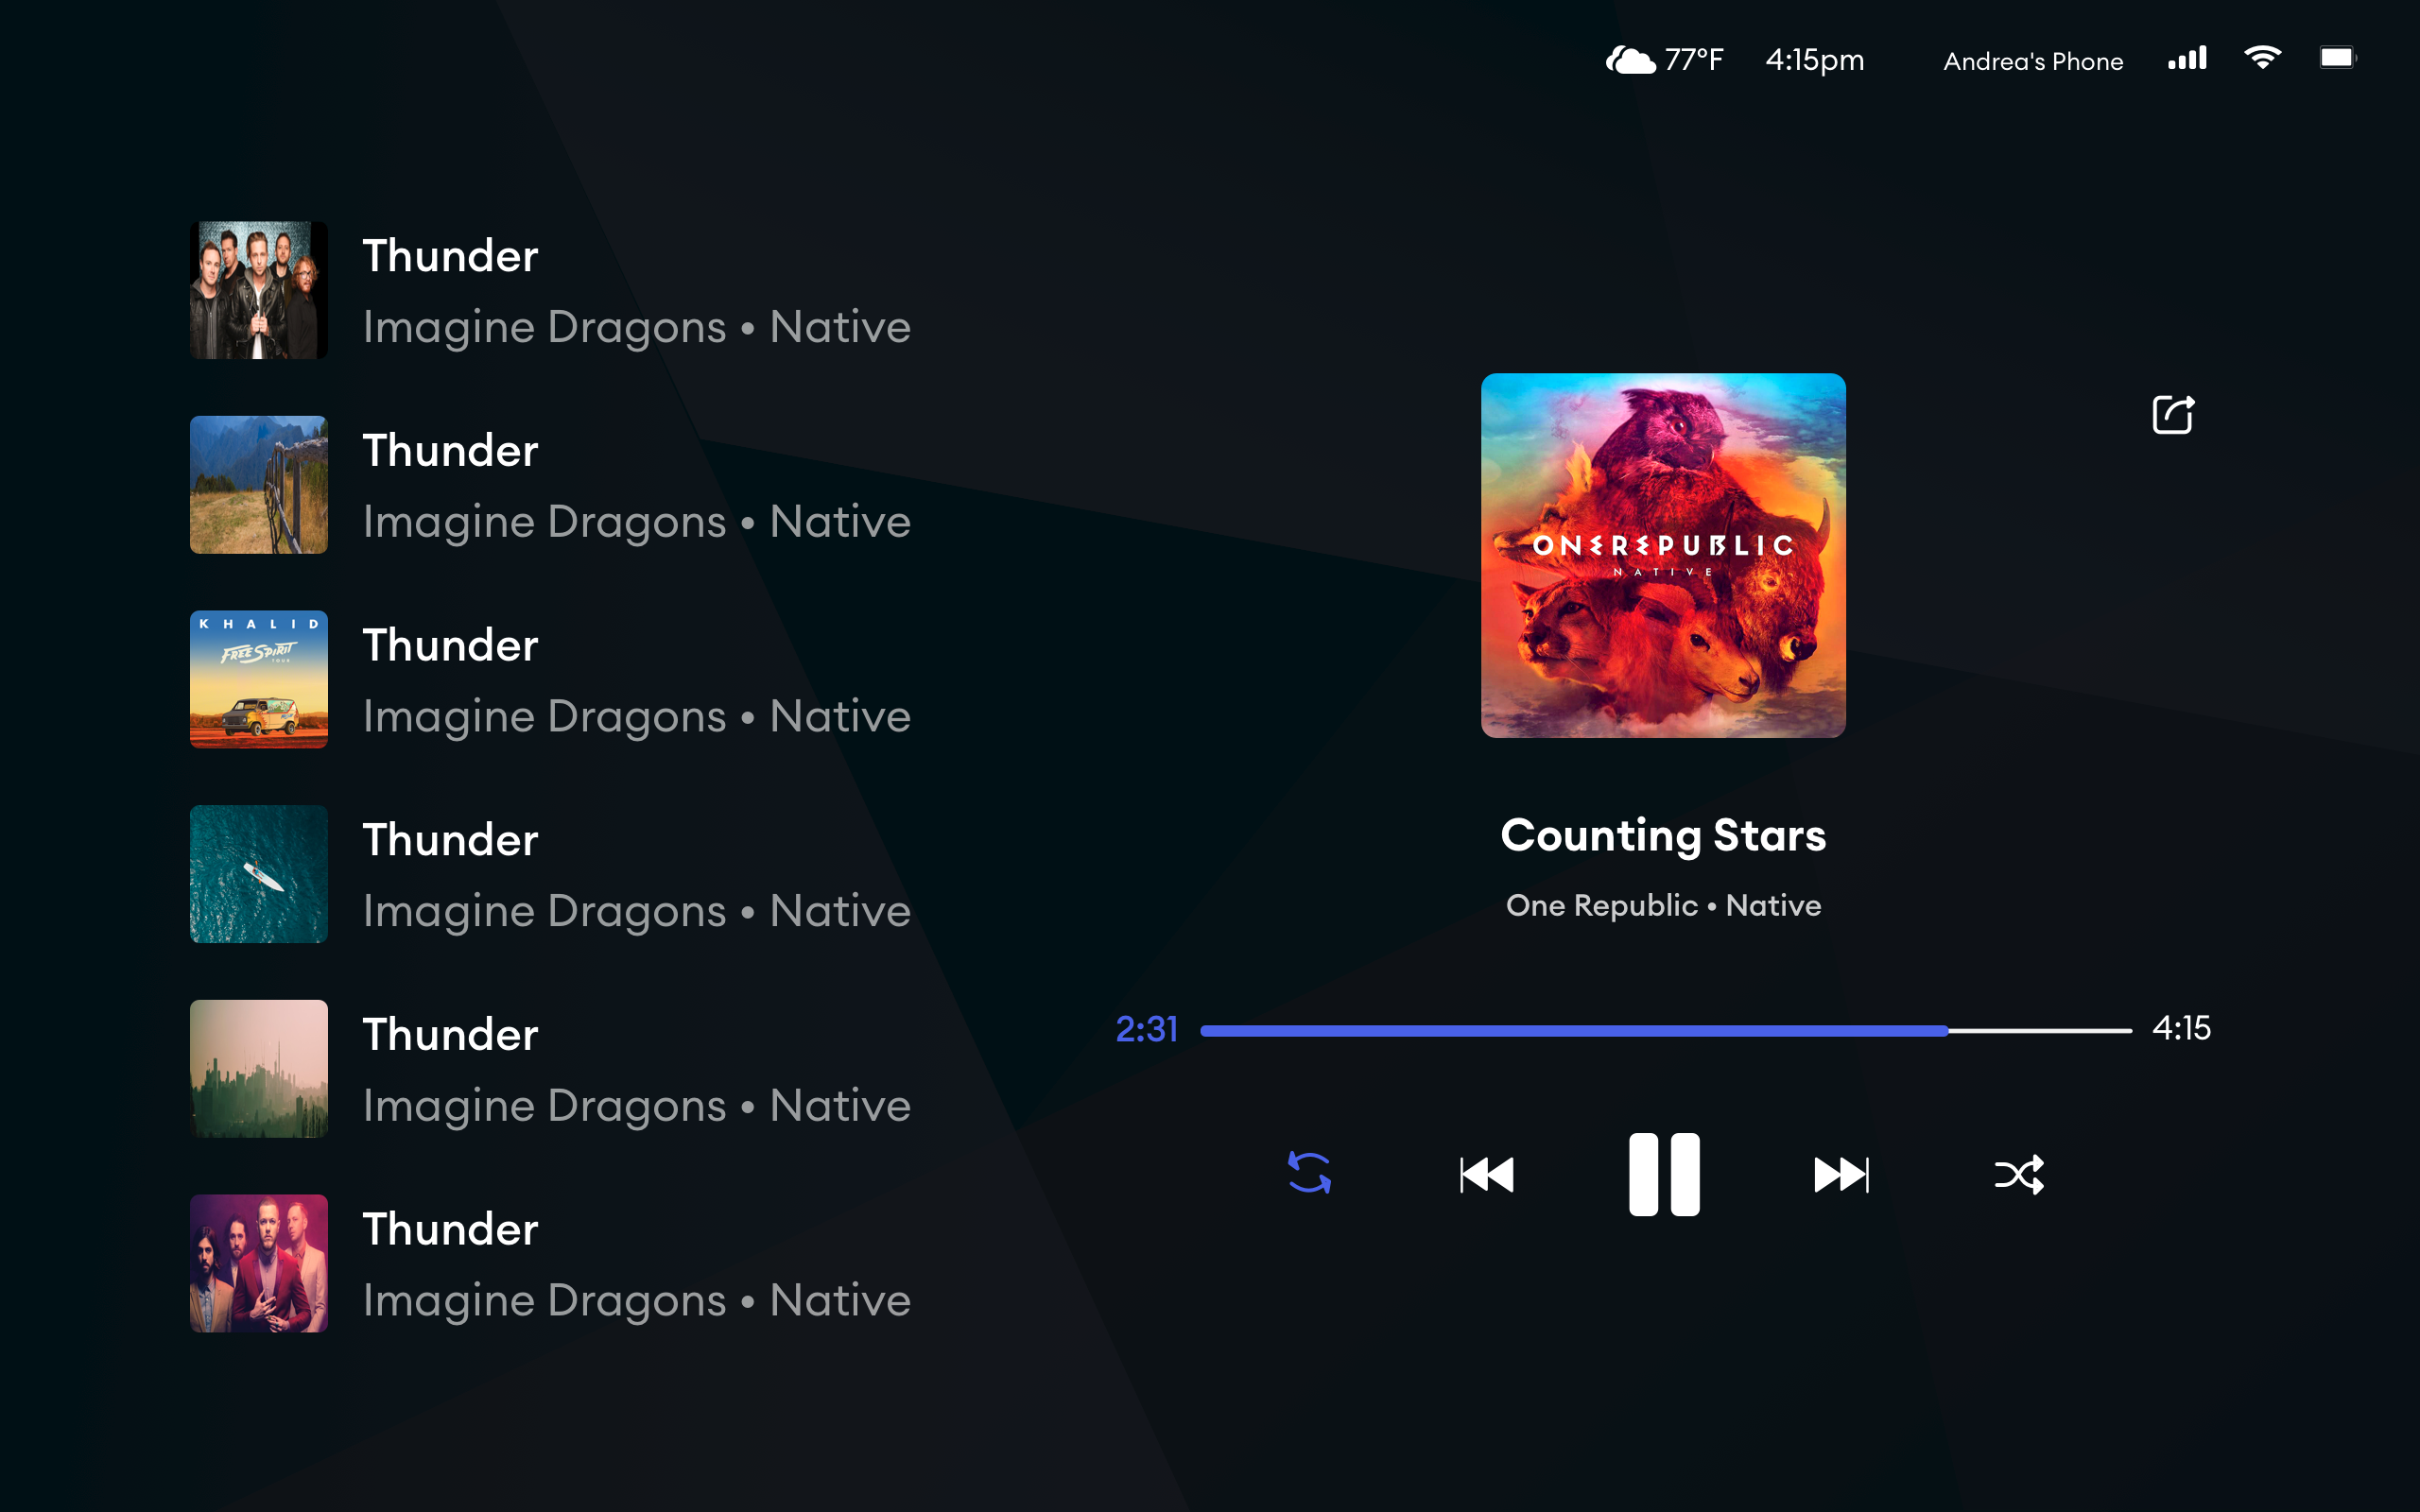 77°F 4:15pm Andrea's Phone
Thunder
Imagine Dragons • Native
Thunder
Imagine Dragons • Native
KHALID
FREE SPIRIT
TOUR
Thunder
Imagine Dragons • Native
Thunder
Imagine Dragons • Native
Thunder
Imagine Dragons • Native
Thunder
Imagine Dragons • Native
ONEREPUBLIC
NATIVE
Counting Stars
One Republic • Native
2:31 4:15